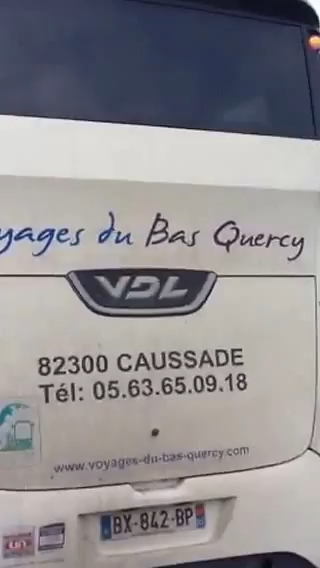 yages du Bas Quercy
VDL
82300 CAUSSADE
Tél: 05.63.65.09.18
www.voyages-du-bas-quercy.com
BX-842-BP